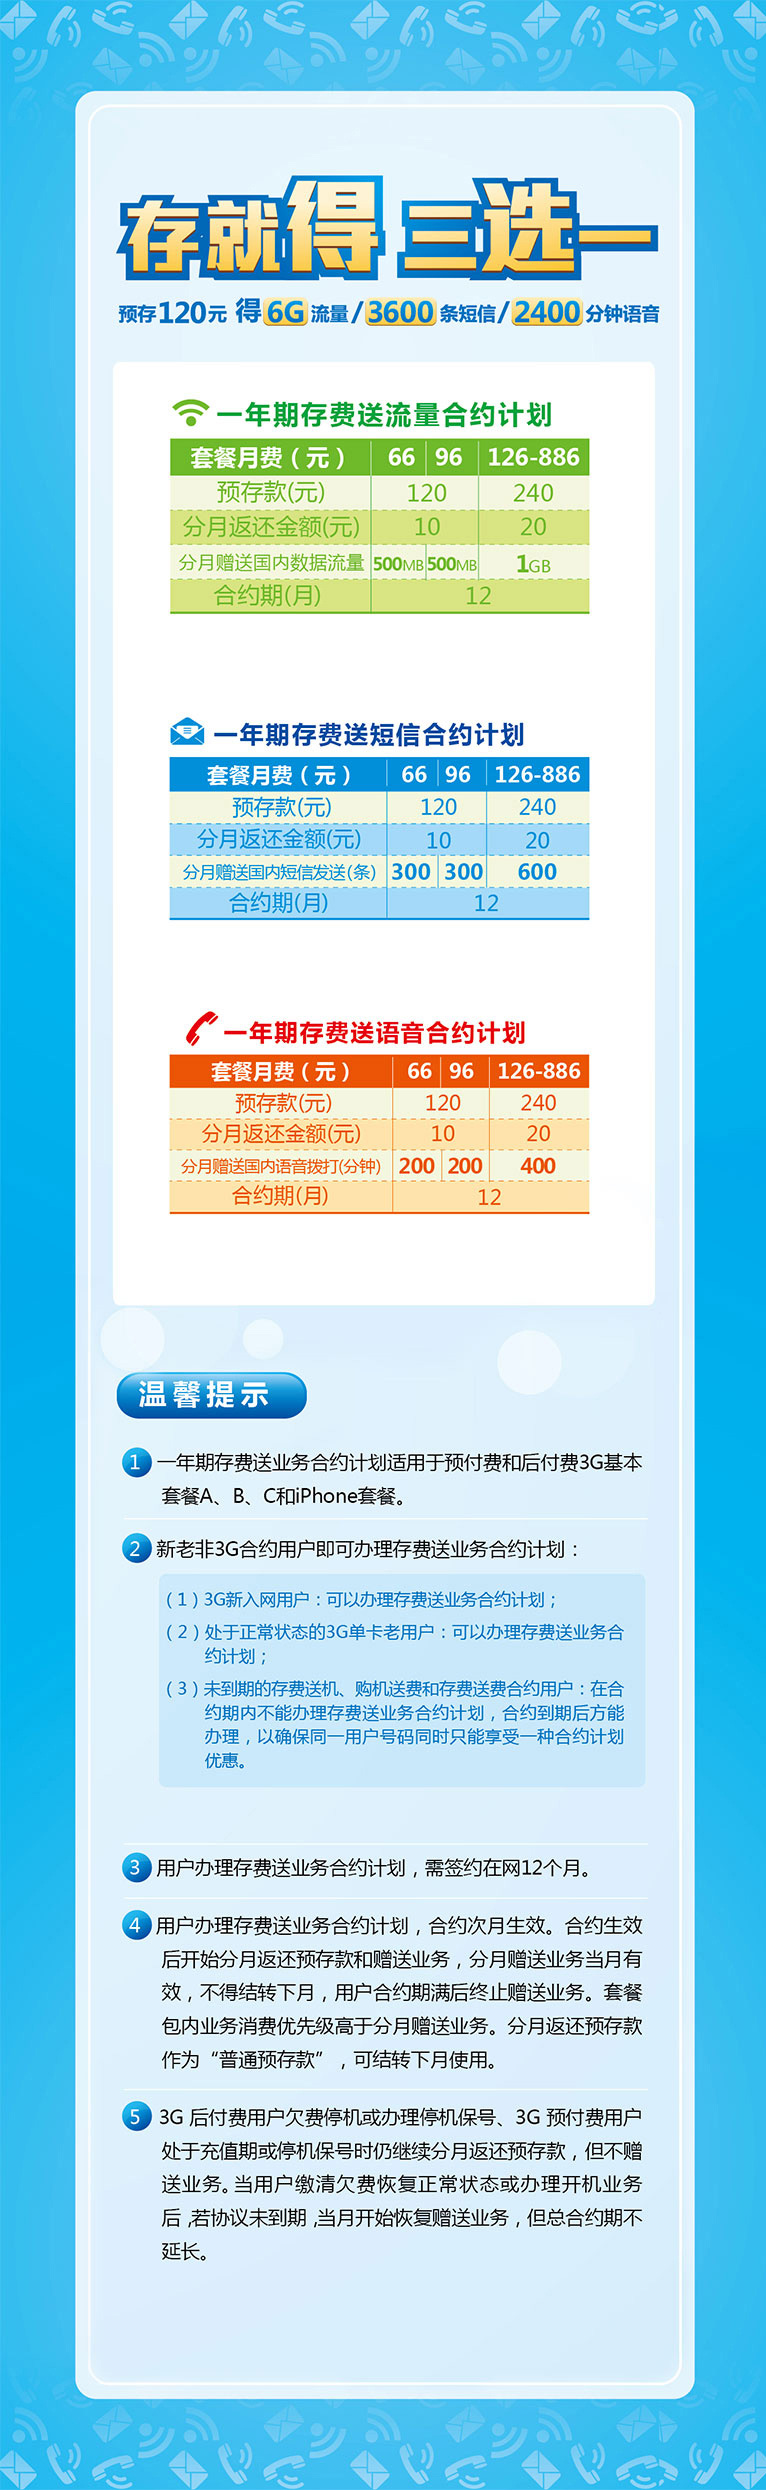 存就得 三选一
预存120元 得6G流量/3600条短信/2400分钟语音
一年期存费送流量合约计划
套餐月费（元） 66 96 126-886
预存款(元) 120 240
分月返还金额(元) 10 20
分月赠送国内数据流量 500MB 500MB 1GB
合约期(月) 12
一年期存费送短信合约计划
套餐月费（元） 66 96 126-886
预存款(元) 120 240
分月返还金额(元) 10 20
分月赠送国内短信发送(条) 300 300 600
合约期(月) 12
一年期存费送语音合约计划
套餐月费（元） 66 96 126-886
预存款(元) 120 240
分月返还金额(元) 10 20
分月赠送国内语音拨打(分钟) 200 200 400
合约期(月) 12
温馨提示
1 一年期存费送业务合约计划适用于预付费和后付费3G基本
套餐A、B、C和iPhone套餐。
2 新老非3G合约用户即可办理存费送业务合约计划：
（1）3G新入网用户：可以办理存费送业务合约计划；
（2）处于正常状态的3G单卡老用户：可以办理存费送业务合
约计划；
（3）未到期的存费送机、购机送费和存费送费合约用户：在合
约期内不能办理存费送业务合约计划，合约到期后方能
办理，以确保同一用户号码同时只能享受一种合约计划
优惠。
3 用户办理存费送业务合约计划，需签约在网12个月。
4 用户办理存费送业务合约计划，合约次月生效。合约生效
后开始分月返还预存款和赠送业务，分月赠送业务当月有
效，不得结转下月，用户合约期满后终止赠送业务。套餐
包内业务消费优先级高于分月赠送业务。分月返还预存款
作为“普通预存款”，可结转下月使用。
5 3G 后付费用户欠费停机或办理停机保号、3G 预付费用户
处于充值期或停机保号时仍继续分月返还预存款，但不赠
送业务。当用户缴清欠费恢复正常状态或办理开机业务
后，若协议未到期，当月开始恢复赠送业务，但总合约期不
延长。